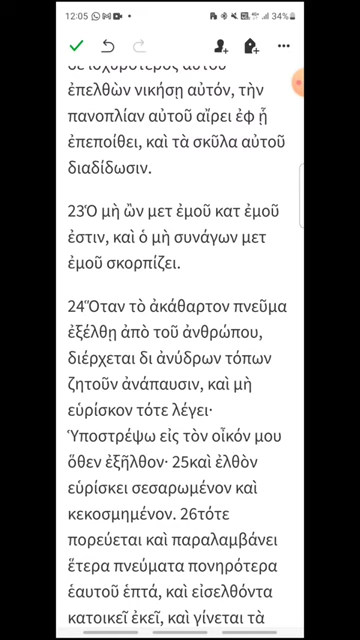 12:05
34%
ἐπελθὼν νικήσῃ αὐτόν, τὴν
πανοπλίαν αὐτοῦ αἴρει ἐφ ᾗ
ἐπεποίθει, καὶ τὰ σκῦλα αὐτοῦ
διαδίδωσιν.
23Ὁ μὴ ὢν μετ ἐμοῦ κατ ἐμοῦ
ἐστιν, καὶ ὁ μὴ συνάγων μετ
ἐμοῦ σκορπίζει.
24Ὅταν τὸ ἀκάθαρτον πνεῦμα
ἐξέλθῃ ἀπὸ τοῦ ἀνθρώπου,
διέρχεται δι ἀνύδρων τόπων
ζητοῦν ἀνάπαυσιν, καὶ μὴ
εὑρίσκον τότε λέγει·
Ὑποστρέψω εἰς τὸν οἶκόν μου
ὅθεν ἐξῆλθον· 25καὶ ἐλθὸν
εὑρίσκει σεσαρωμένον καὶ
κεκοσμημένον. 26τότε
πορεύεται καὶ παραλαμβάνει
ἕτερα πνεύματα πονηρότερα
ἑαυτοῦ ἑπτά, καὶ εἰσελθόντα
κατοικεῖ ἐκεῖ, καὶ γίνεται τὰ